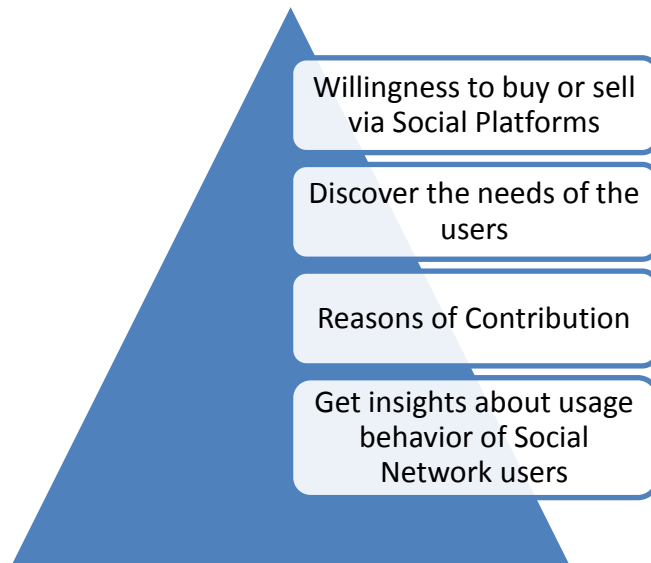 Willingness to buy or sell
via Social Platforms
Discover the needs of the
users
Reasons of Contribution
Get insights about usage
behavior of Social
Network users